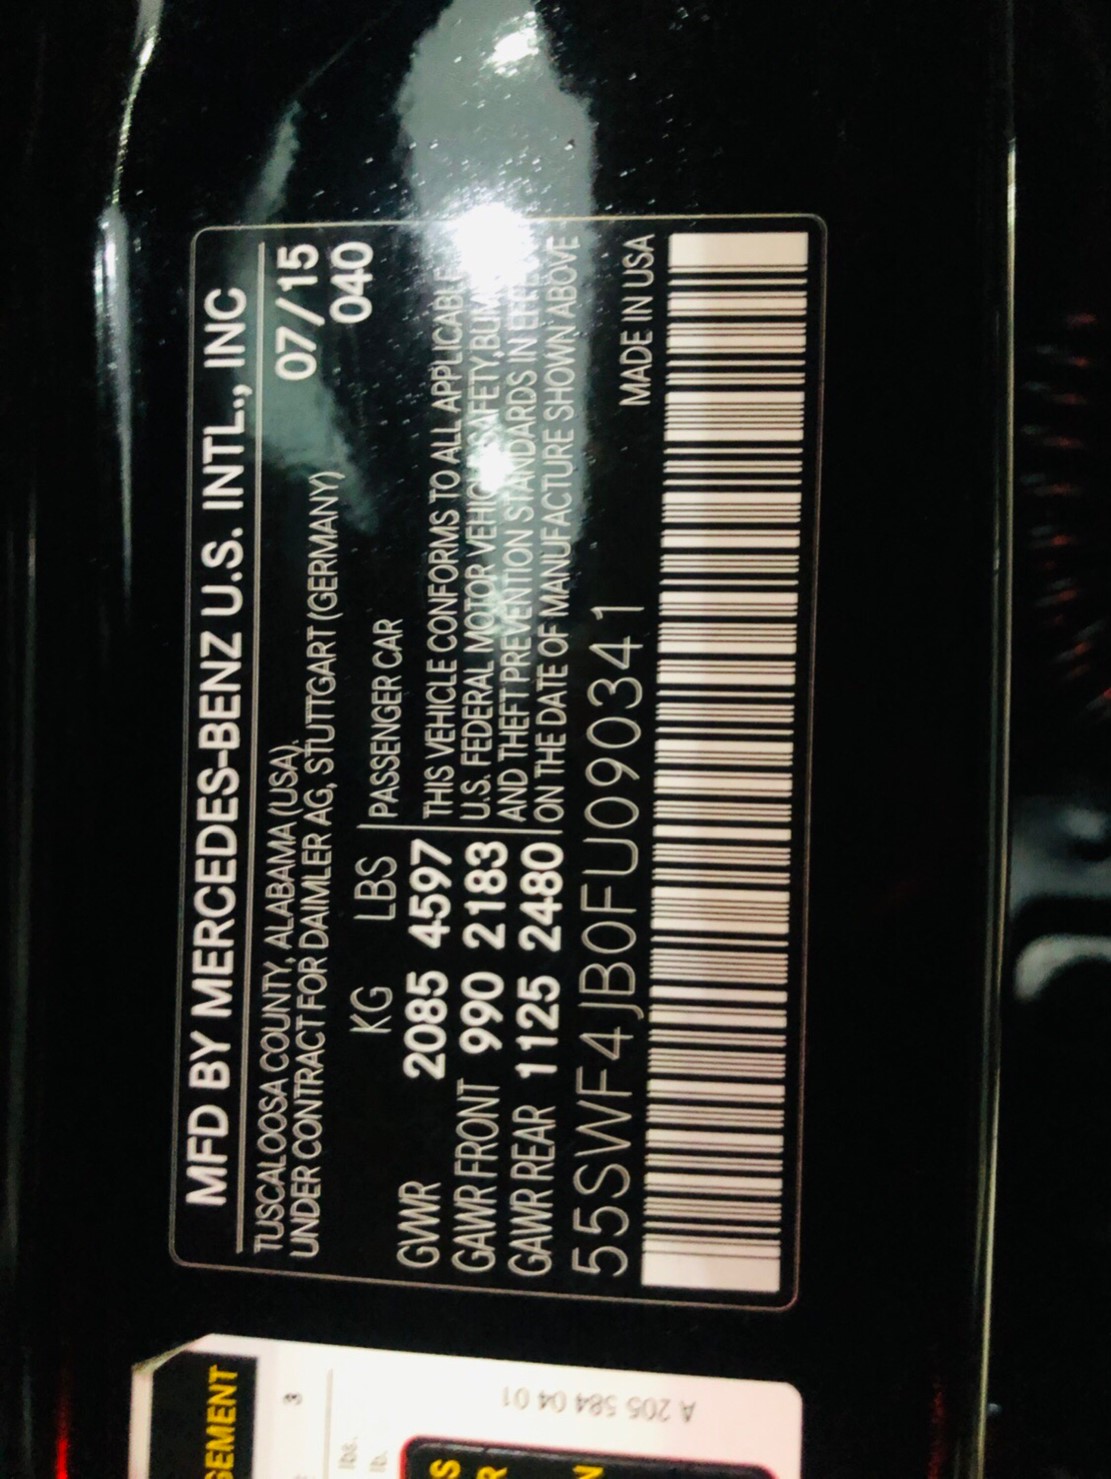 MFD BY MERCEDES-BENZ U.S. INTL., INC
TUSCALOOSA COUNTY, ALABAMA (USA). 07/15
UNDER CONTRACT FOR DAIMLER AG, STUTTGART (GERMANY) 040
KG LBS PASSENGER CAR
GVWR 2085 4597 THIS VEHICLE CONFORMS TO ALL APPLICABLE
GAWR FRONT 990 2183 U.S. FEDERAL MOTOR VEHICLE SAFETY,
GAWR REAR 1125 2480 AND THEFT PREVENTION STANDARDS IN
ON THE DATE OF MANUFACTURE SHOWN ABOVE
55SWF4JB0FU090341 MADE IN USA
3
lbs.
lb.
A 205 584 04 01